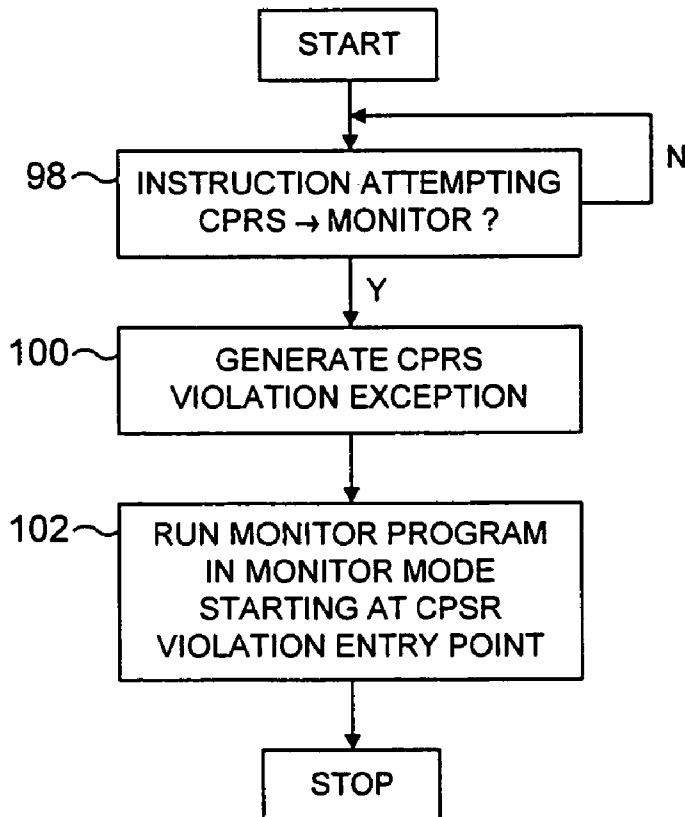 START
N
98
INSTRUCTION ATTEMPTING
CPRS → MONITOR ?
Y
100
GENERATE CPRS
VIOLATION EXCEPTION
102
RUN MONITOR PROGRAM
IN MONITOR MODE
STARTING AT CPSR
VIOLATION ENTRY POINT
STOP